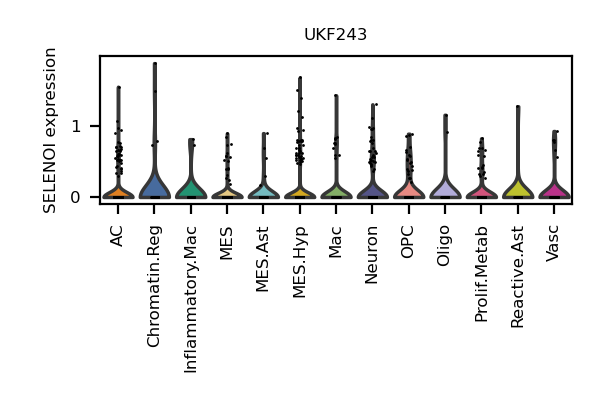 UKF243
SELENOI expression
1
0
AC
Chromatin.Reg
Inflammatory.Mac
MES
MES.Ast
MES.Hyp
Mac
Neuron
OPC
Oligo
Prolif.Metab
Reactive.Ast
Vasc